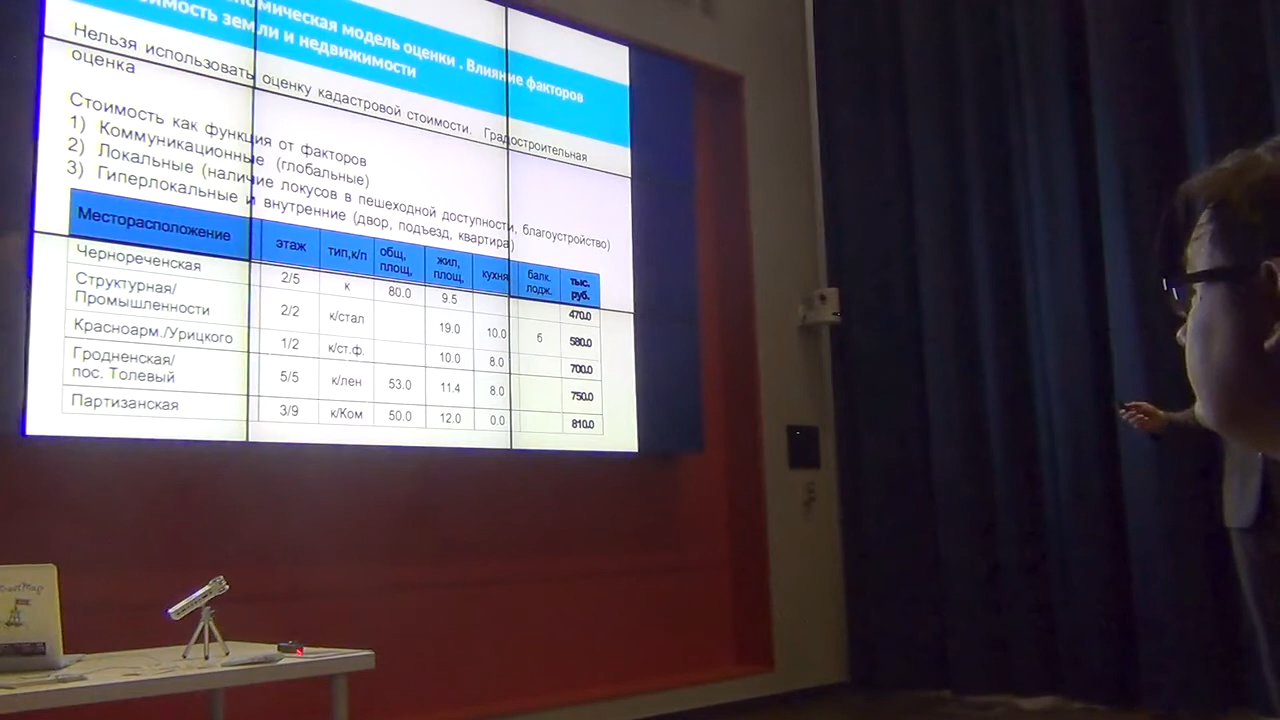 мическая модель оценки . Влияние факторов
имость земли и недвижимости
Нельзя использовать оценку кадастровой стоимости. Градостроительная
оценка
Стоимость как функция от факторов
1) Коммуникационные (глобальные)
2) Локальные (наличие локусов в пешеходной доступности, благоустройство)
3) Гиперлокальные и внутренние (двор, подъезд, квартира)
Месторасположение этаж тип,к/п общ, площ, жил, площ, кухня балк. лодж. тыс. руб.
Чернореченская 2/5 к 80.0 9.5 470.0
Структурная/
Промышленности 2/2 к/стал 19.0 10.0 б 580.0
Красноарм./Урицкого 1/2 к/ст.ф. 10.0 8.0 700.0
Гродненская/
пос. Толевый 5/5 к/лен 53.0 11.4 8.0 750.0
Партизанская 3/9 к/Ком 50.0 12.0 0.0 810.0